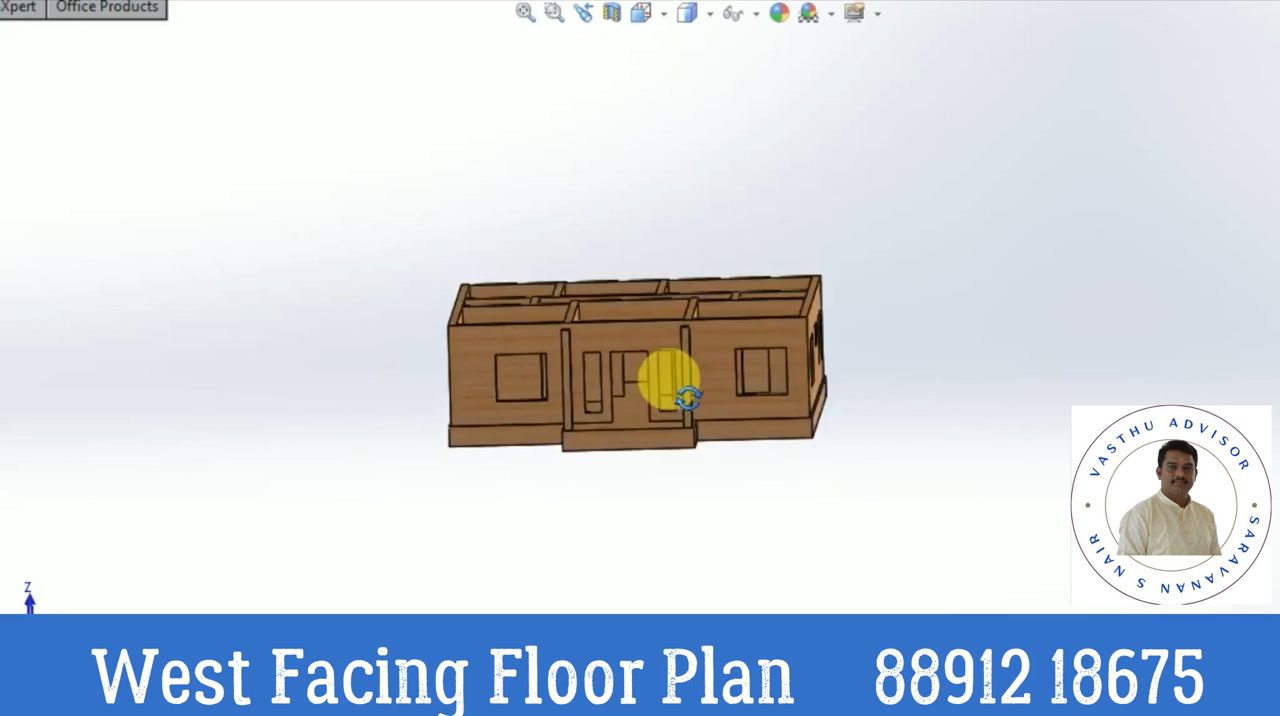 Xpert
Office Products
VASTHU ADVISOR
SARAVANAN S NAIR
Z
West Facing Floor Plan 88912 18675